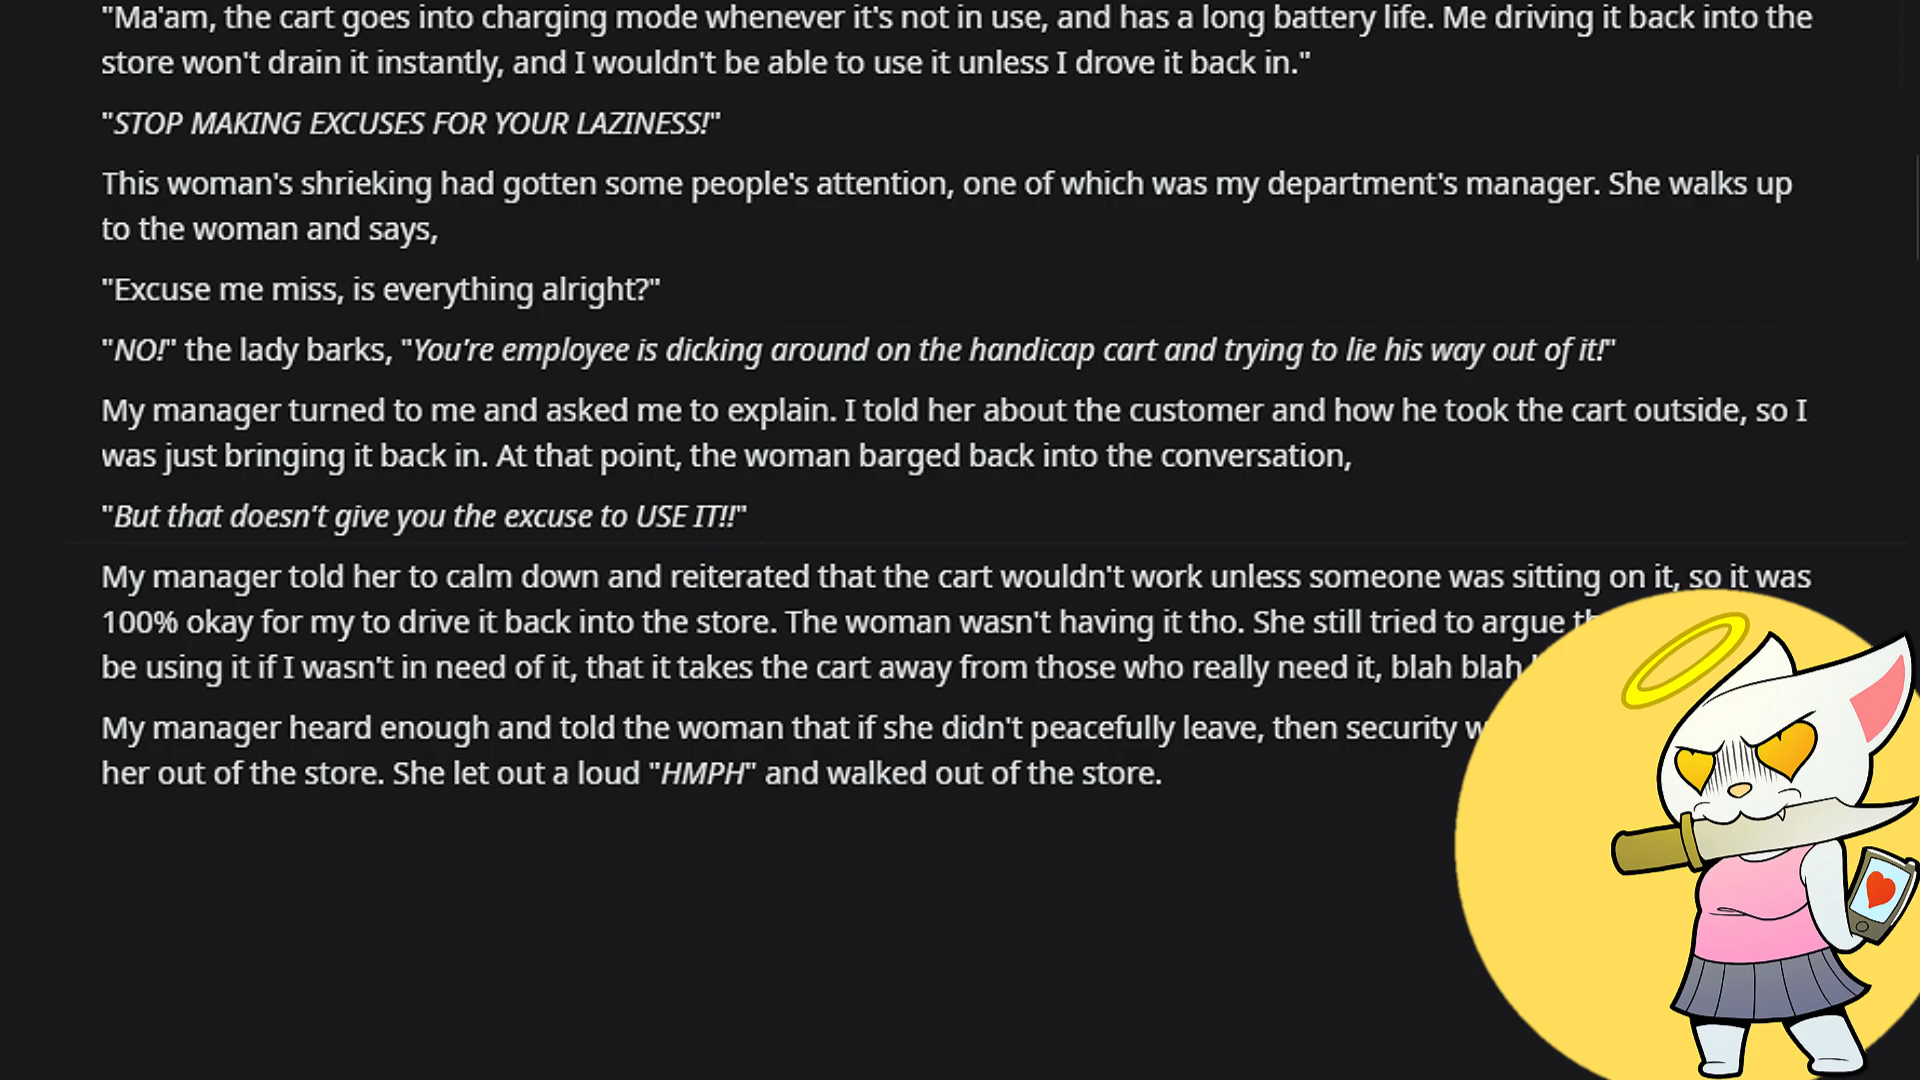 "Ma'am, the cart goes into charging mode whenever it's not in use, and has a long battery life. Me driving it back into the
store won't drain it instantly, and I wouldn't be able to use it unless I drove it back in."
"STOP MAKING EXCUSES FOR YOUR LAZINESS!"
This woman's shrieking had gotten some people's attention, one of which was my department's manager. She walks up
to the woman and says,
"Excuse me miss, is everything alright?"
"NO!" the lady barks, "You're employee is dicking around on the handicap cart and trying to lie his way out of it!"
My manager turned to me and asked me to explain. I told her about the customer and how he took the cart outside, so I
was just bringing it back in. At that point, the woman barged back into the conversation,
"But that doesn't give you the excuse to USE IT!!"
My manager told her to calm down and reiterated that the cart wouldn't work unless someone was sitting on it, so it was
100% okay for my to drive it back into the store. The woman wasn't having it tho. She still tried to argue
be using it if I wasn't in need of it, that it takes the cart away from those who really need it, blah blah
My manager heard enough and told the woman that if she didn't peacefully leave, then security
her out of the store. She let out a loud "HMPH" and walked out of the store.